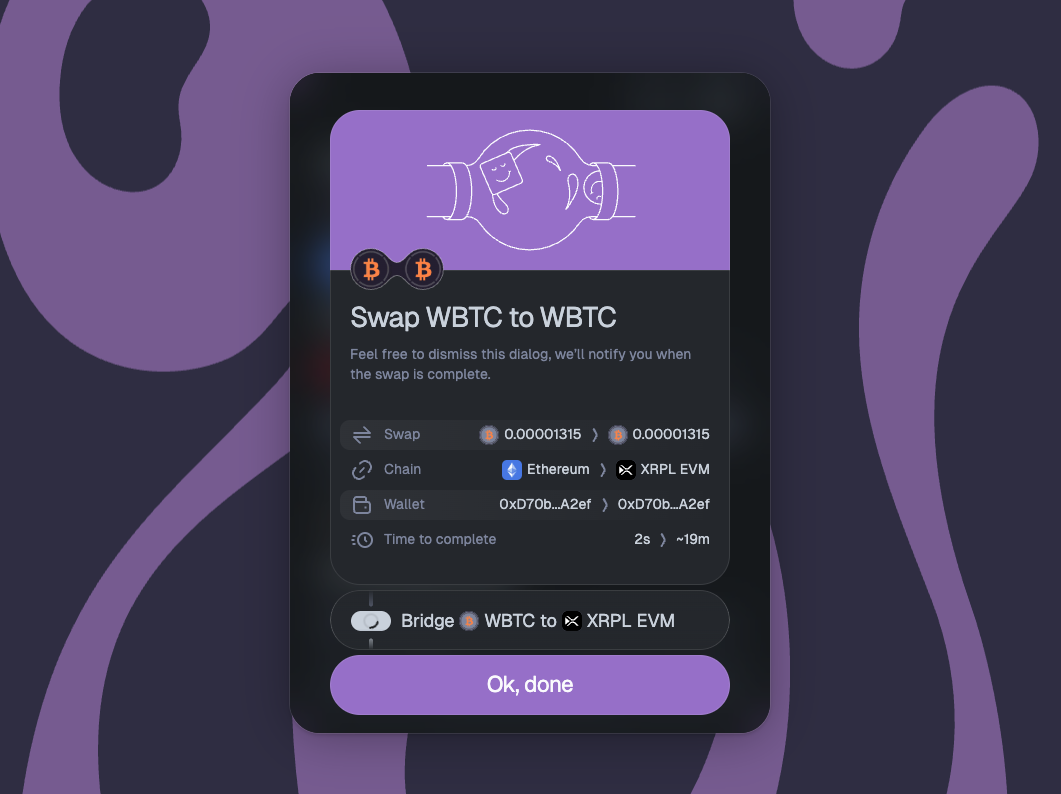 Swap WBTC to WBTC
Feel free to dismiss this dialog, we'll notify you when
the swap is complete.
Swap 0.00001315 ❭ 0.00001315
Chain Ethereum ❭ XRPL EVM
Wallet 0xD70b...A2ef ❭ 0xD70b...A2ef
Time to complete 2s ❭ ~19m
Bridge WBTC to XRPL EVM
Ok, done